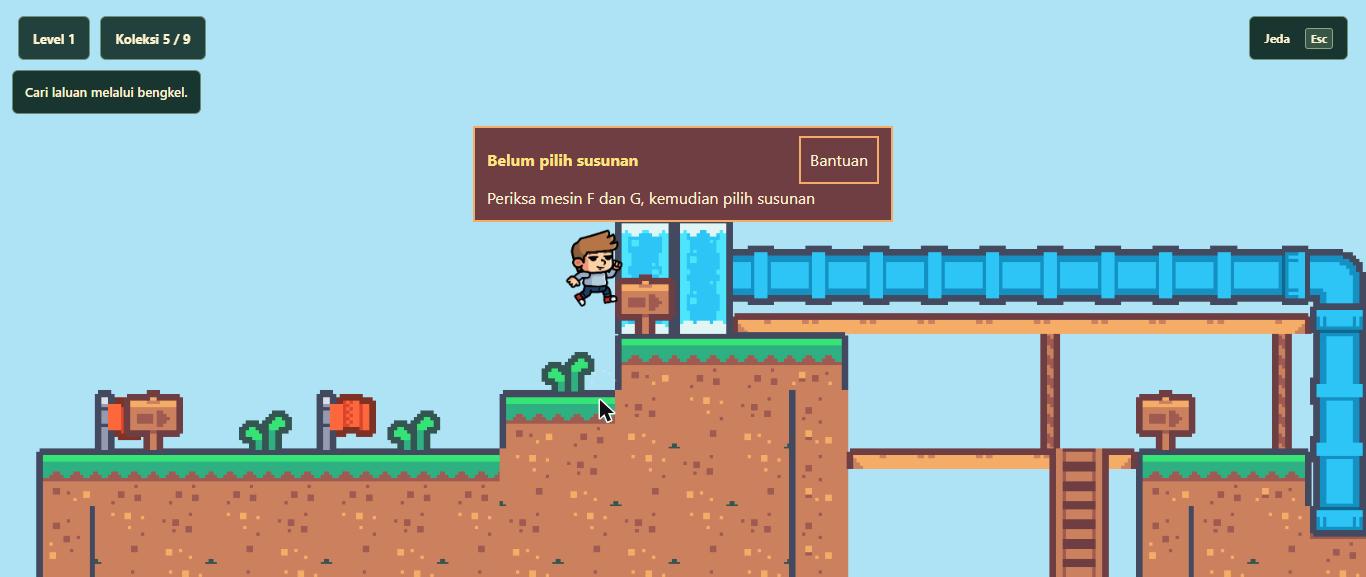 Level 1
Koleksi 5 / 9
Jeda Esc
Cari laluan melalui bengkel.
Belum pilih susunan
Bantuan
Periksa mesin F dan G, kemudian pilih susunan